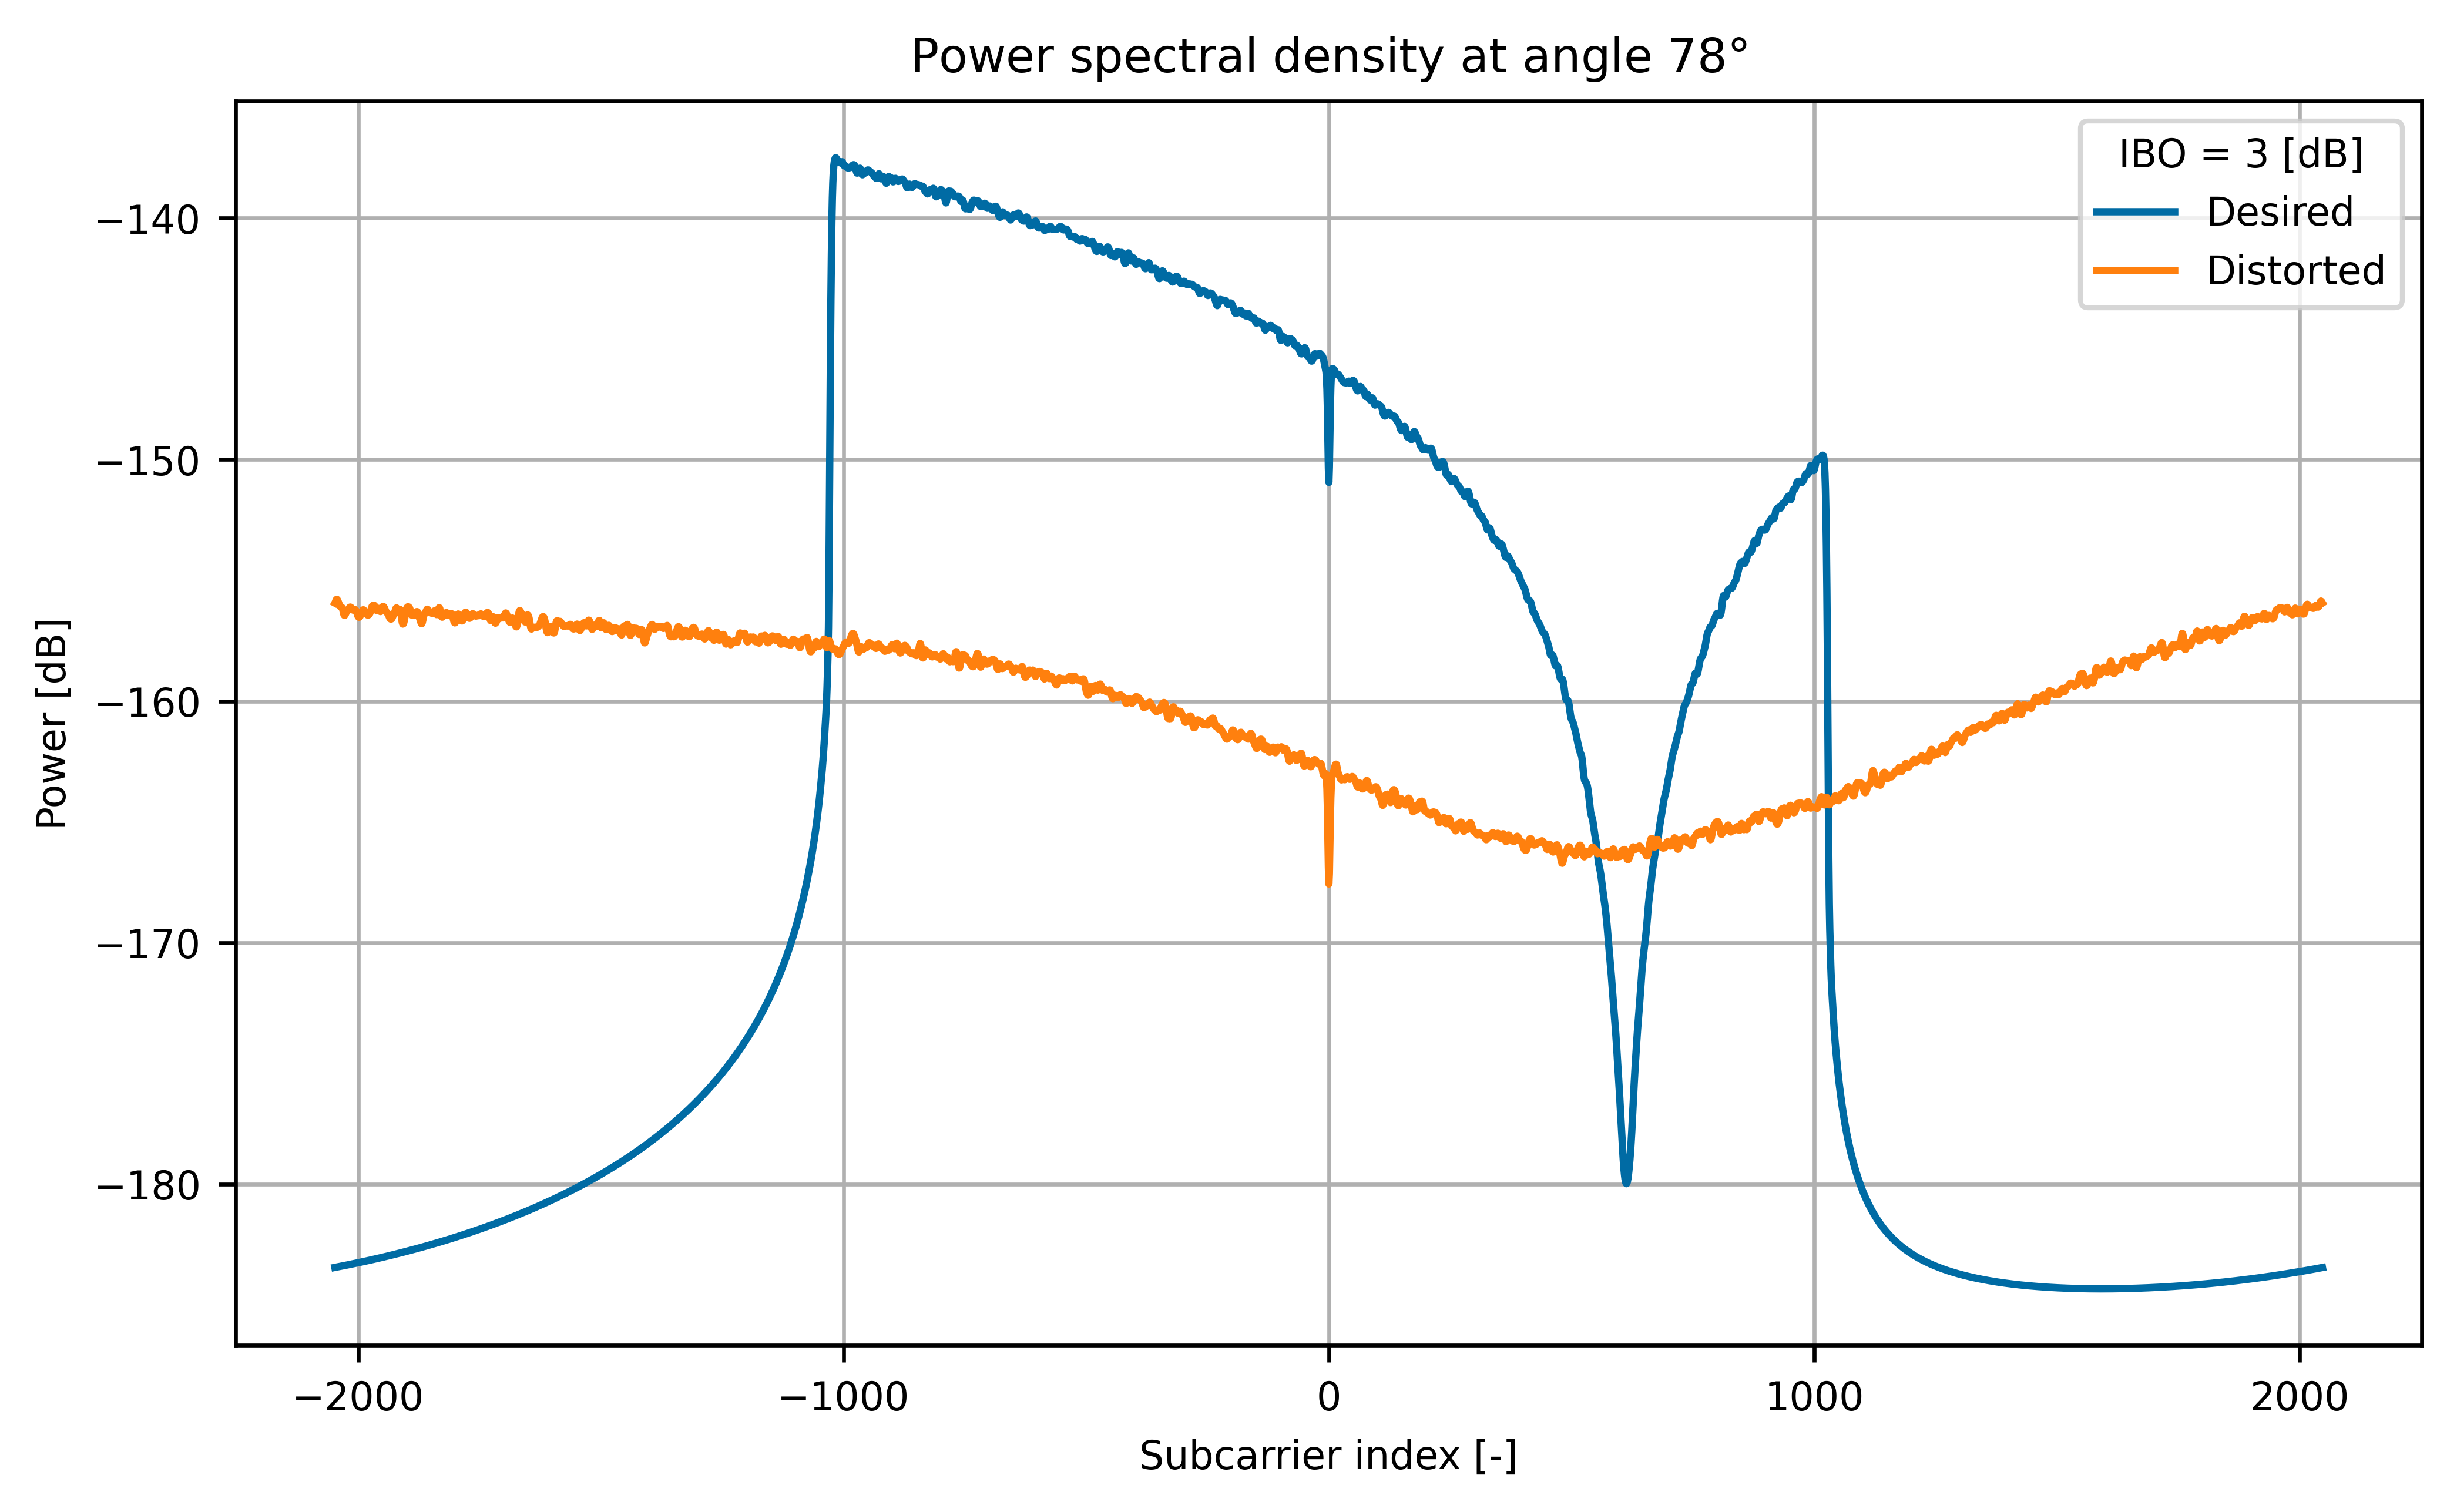 Power spectral density at angle 78°
IBO = 3 [dB]
Desired
Distorted
Power [dB]
−140
−150
−160
−170
−180
−2000
−1000
0
1000
2000
Subcarrier index [-]